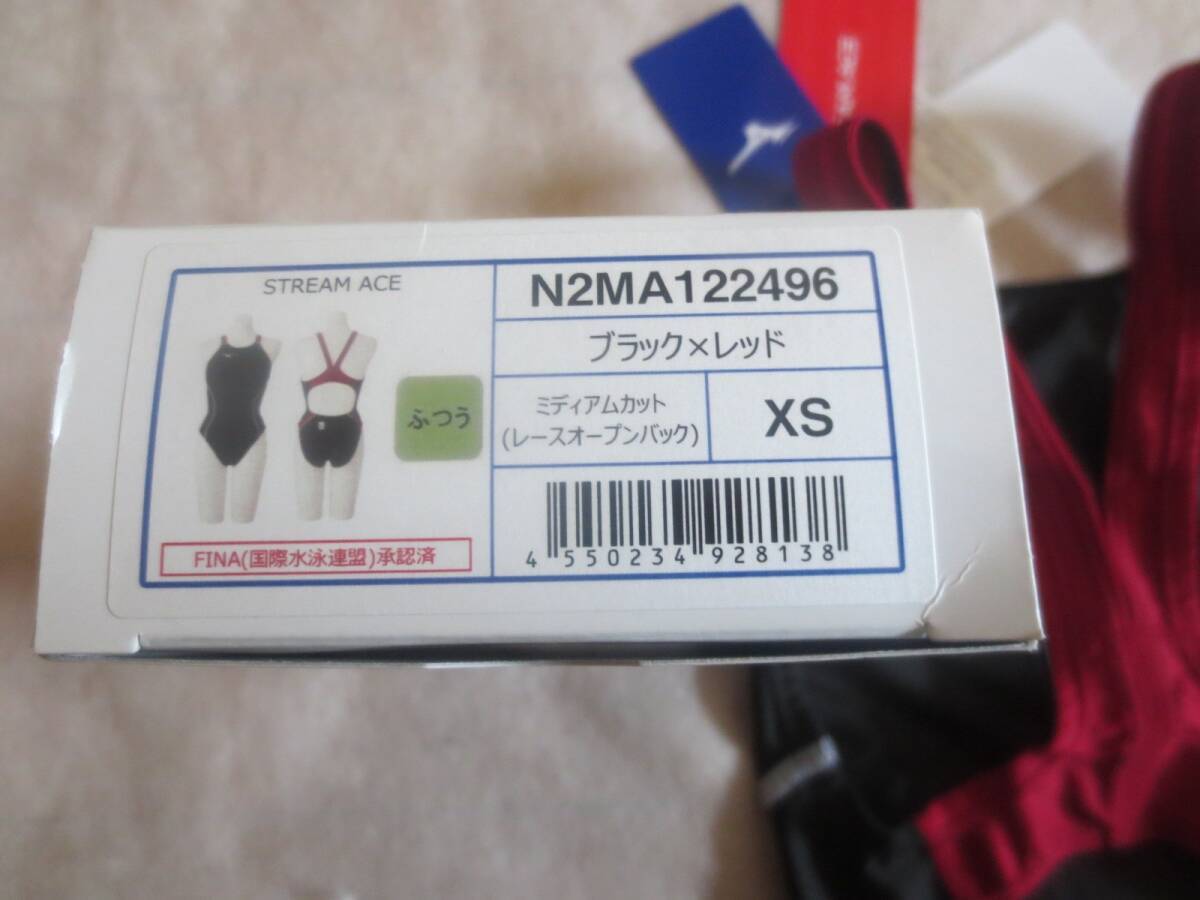 STREAM ACE
ふつう
FINA(国際水泳連盟)承認済
N2MA122496
ブラック×レッド
ミディアムカット
(レースオープンバック)
XS
4 550234 928138